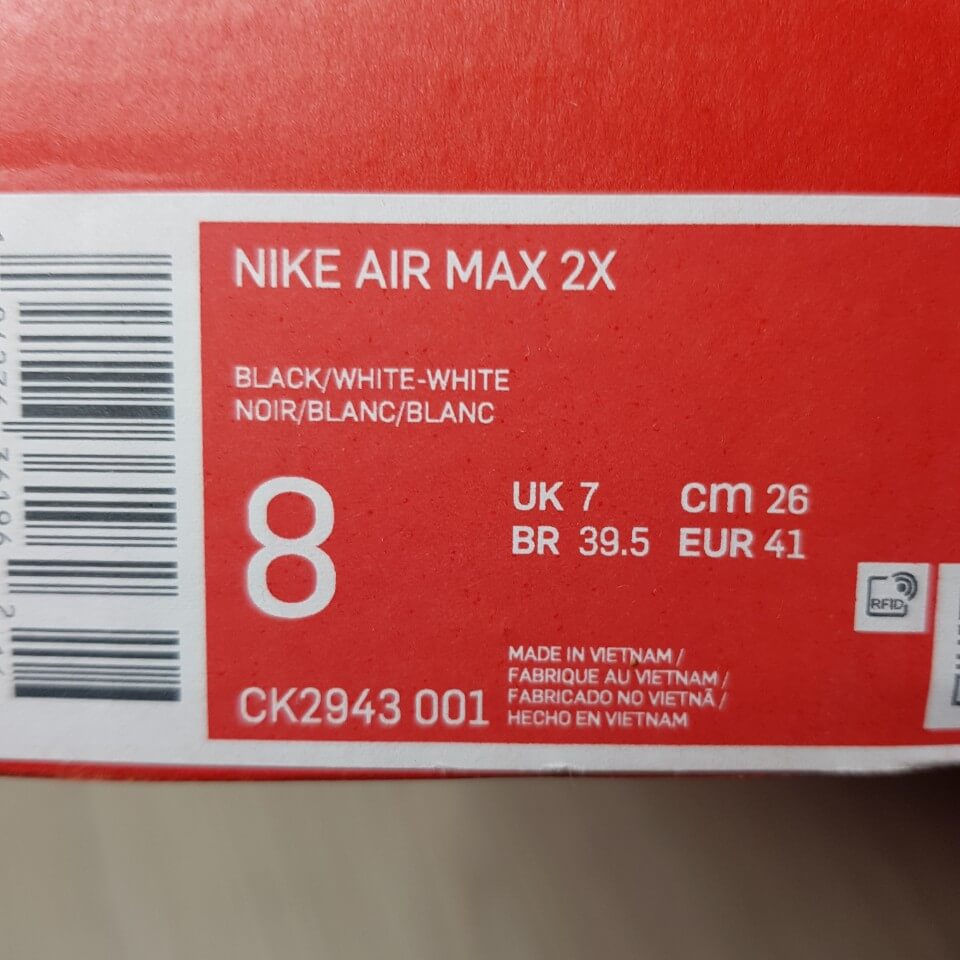 NIKE AIR MAX 2X
BLACK/WHITE-WHITE
NOIR/BLANC/BLANC
8
UK 7 cm 26
BR 39.5 EUR 41
RFID
MADE IN VIETNAM /
FABRIQUE AU VIETNAM /
FABRICADO NO VIETNÃ /
HECHO EN VIETNAM
CK2943 001